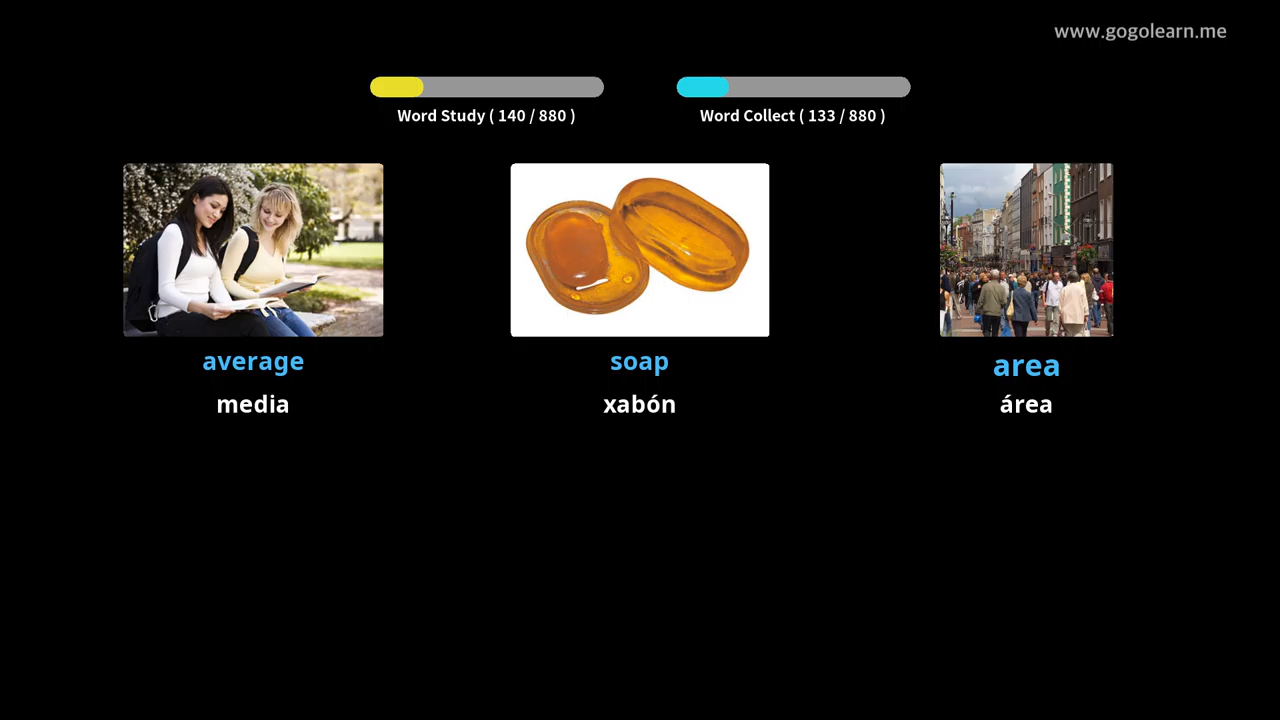 www.gogolearn.me
Word Study ( 140 / 880 )
Word Collect ( 133 / 880 )
average
soap
area
media
xabón
área